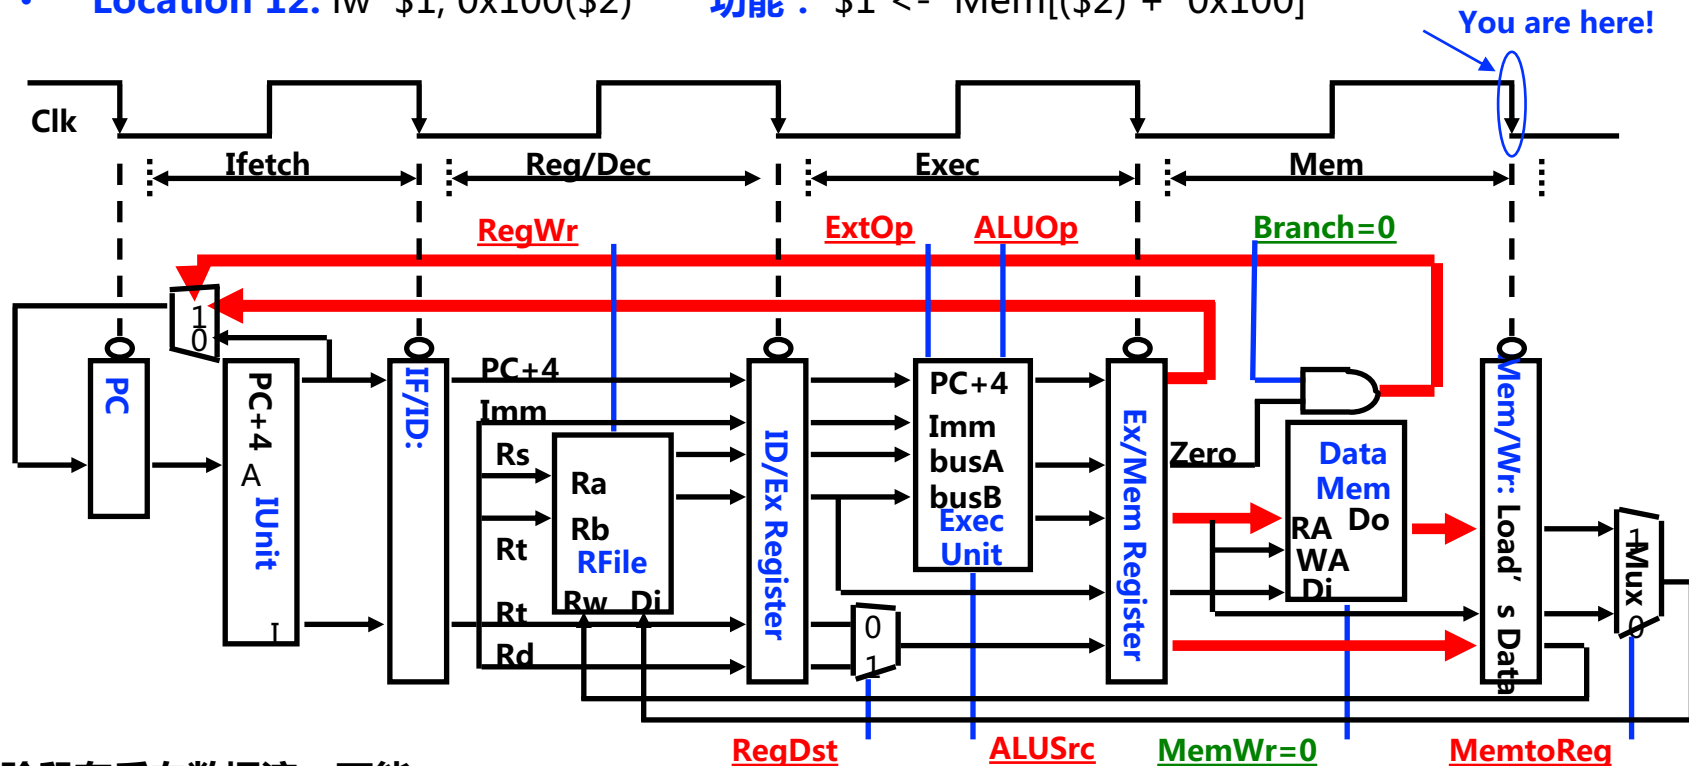 • Location 12: lw $1, 0x100($2) 功能： $1 <- Mem[($2) + 0x100]
You are here!
Clk
Ifetch Reg/Dec Exec Mem
RegWr ExtOp ALUOp Branch=0
1
0
PC
PC+4
A
IUnit
I
IF/ID:
PC+4
Imm
Rs
Rt
Ra
Rb
RFile
Rw Di
Rt
Rd
ID/Ex Register
PC+4
Imm
busA
busB
Exec
Unit
0
1
Ex/Mem Register
Zero
Data
Mem
RA Do
WA
Di
Mem/Wr: Load's Data
1
Mux
0
RegDst ALUSrc MemWr=0 MemtoReg